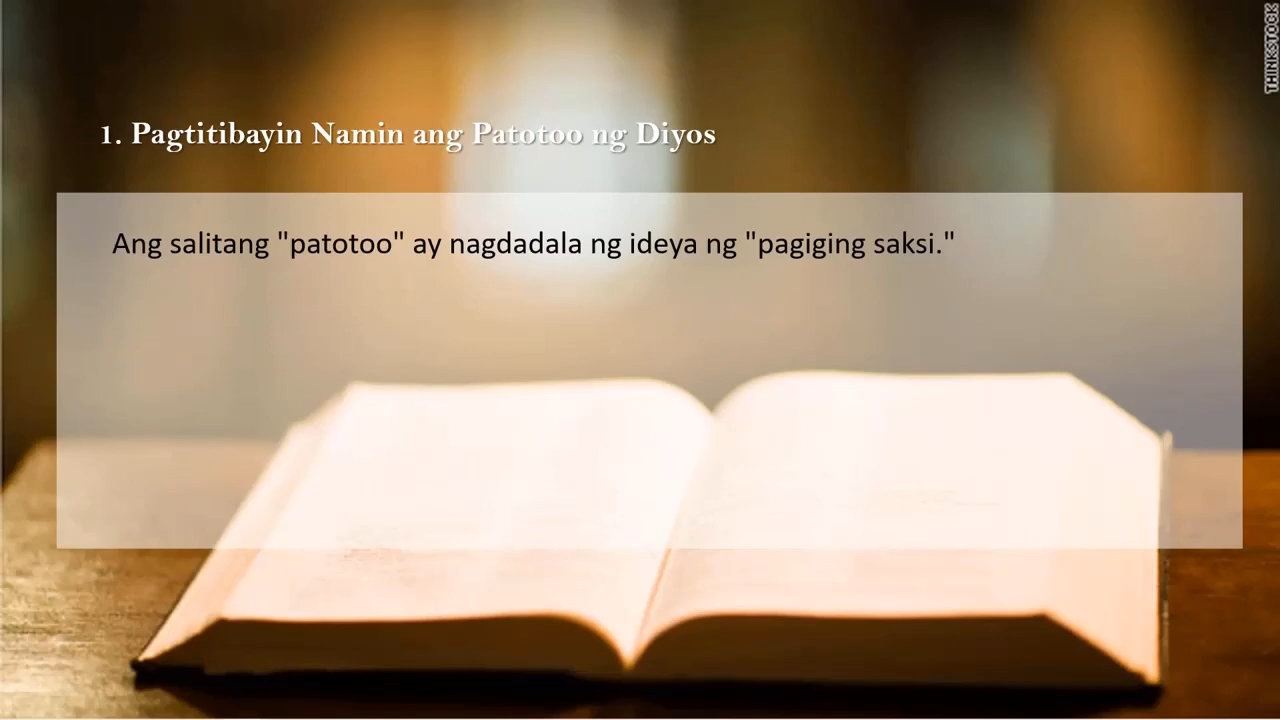 THINKSTOCK
1. Pagtitibayin Namin ang Patotoo ng Diyos
Ang salitang "patotoo" ay nagdadala ng ideya ng "pagiging saksi."